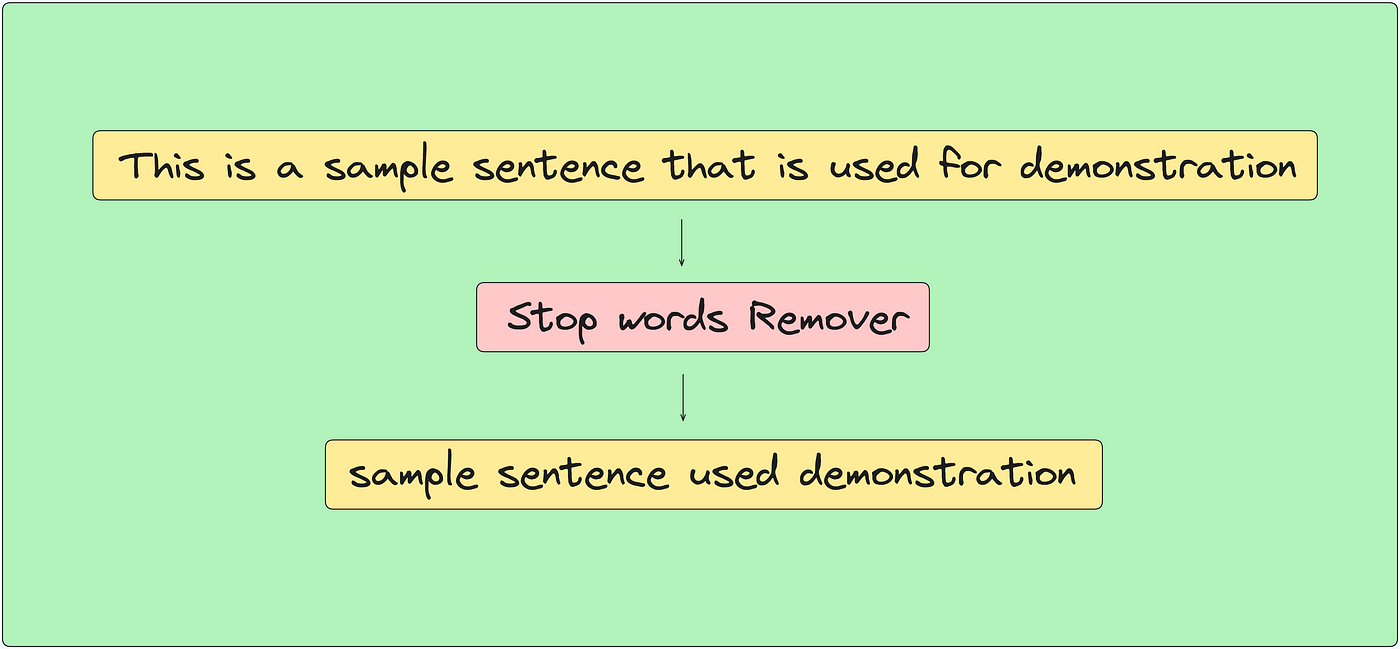 This is a sample sentence that is used for demonstration
Stop words Remover
sample sentence used demonstration